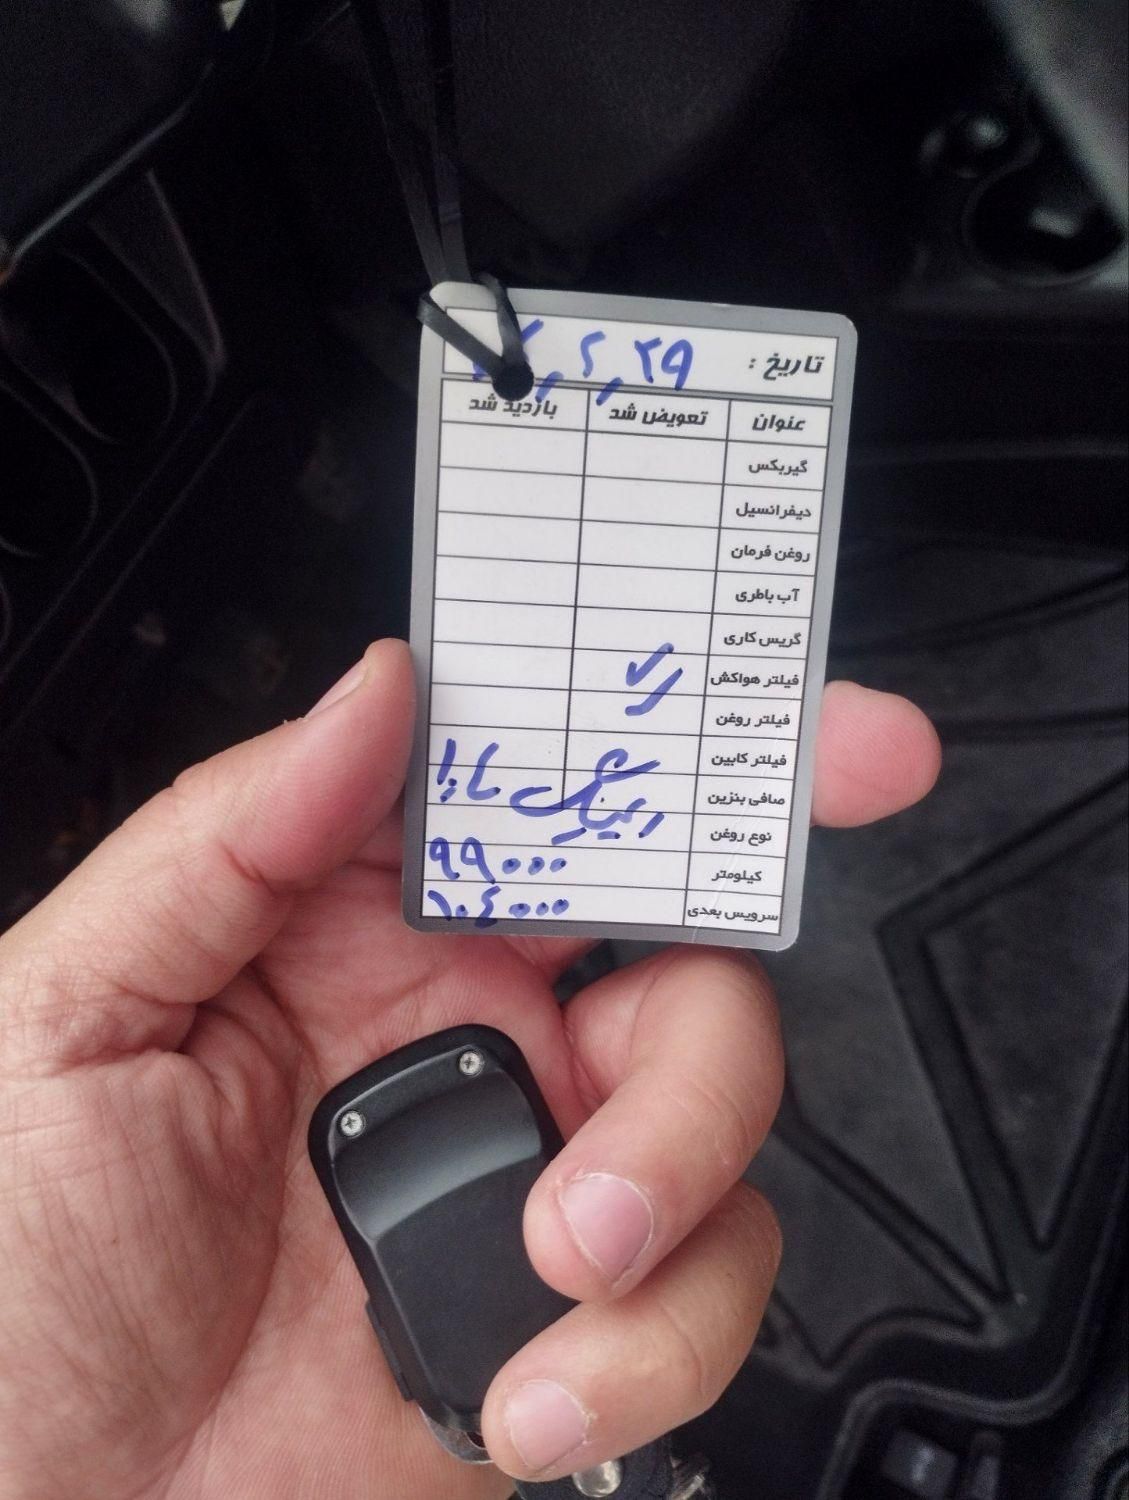 تاریخ : ۲۹
عنوان تعویض شد بازدید شد
گیربکس
دیفرانسیل
روغن فرمان
آب باطری
گریس کاری
فیلتر هواکش ✓
فیلتر روغن
فیلتر کابین
صافی بنزین
نوع روغن
کیلومتر ۹۹۰۰۰
سرویس بعدی ۱۰٤۰۰۰